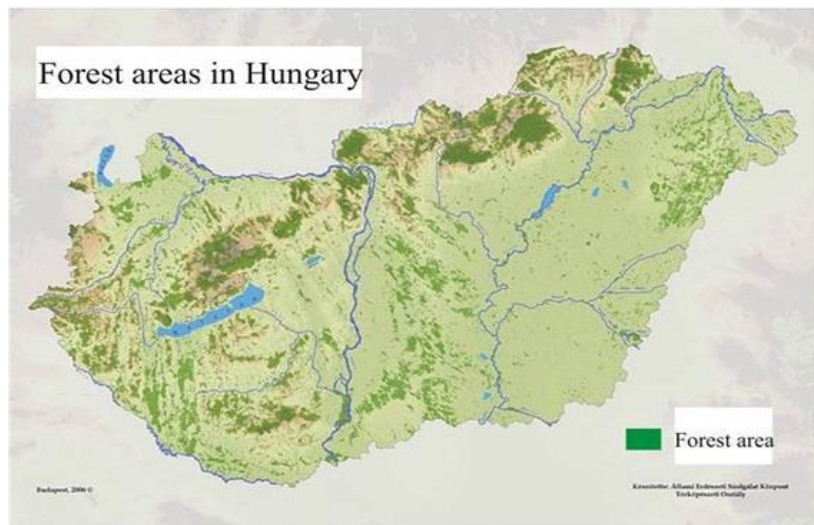 Forest areas in Hungary
Forest area
Budapest, 2006 ©
Készítette: Állami Erdészeti Szolgálat Központ
Térképészeti Osztály